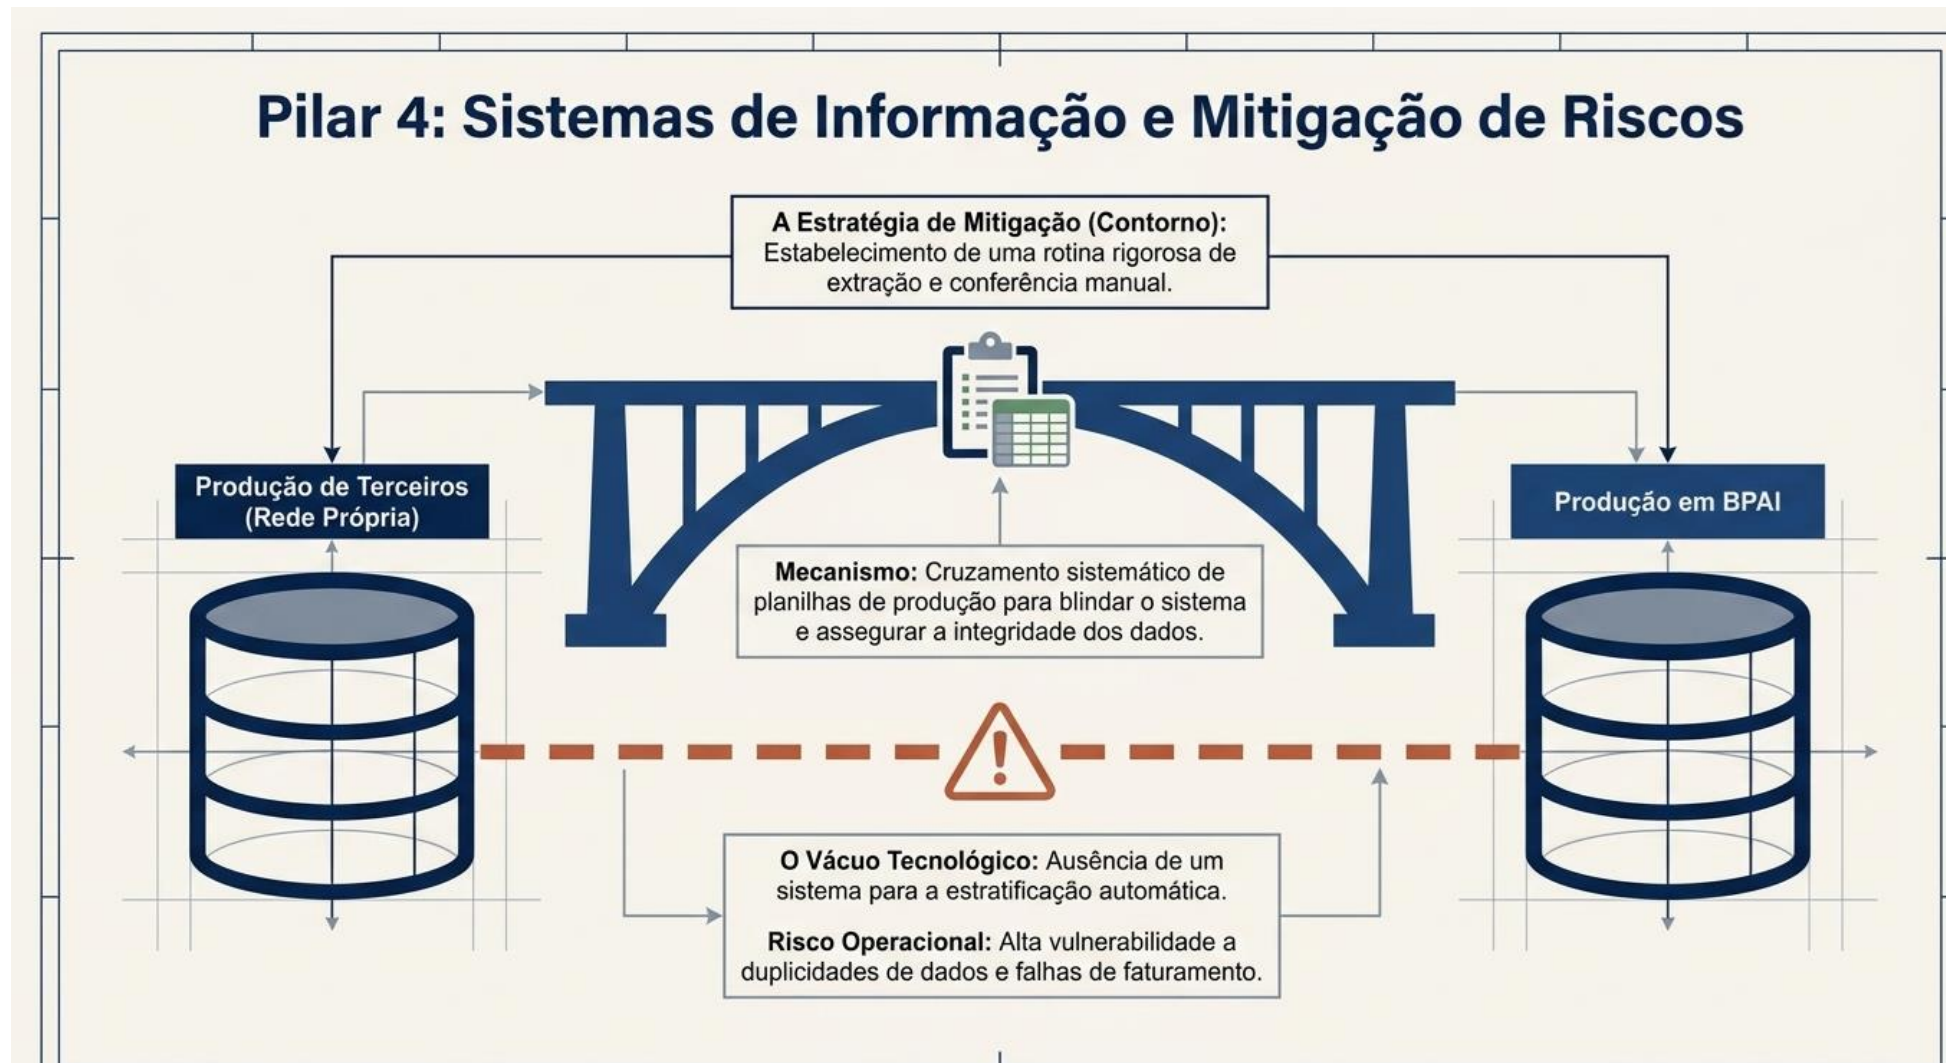 Pilar 4: Sistemas de Informação e Mitigação de Riscos
A Estratégia de Mitigação (Contorno):
Estabelecimento de uma rotina rigorosa de
extração e conferência manual.
Produção de Terceiros
(Rede Própria)
Produção em BPAI
Mecanismo: Cruzamento sistemático de
planilhas de produção para blindar o sistema
e assegurar a integridade dos dados.
O Vácuo Tecnológico: Ausência de um
sistema para a estratificação automática.
Risco Operacional: Alta vulnerabilidade a
duplicidades de dados e falhas de faturamento.